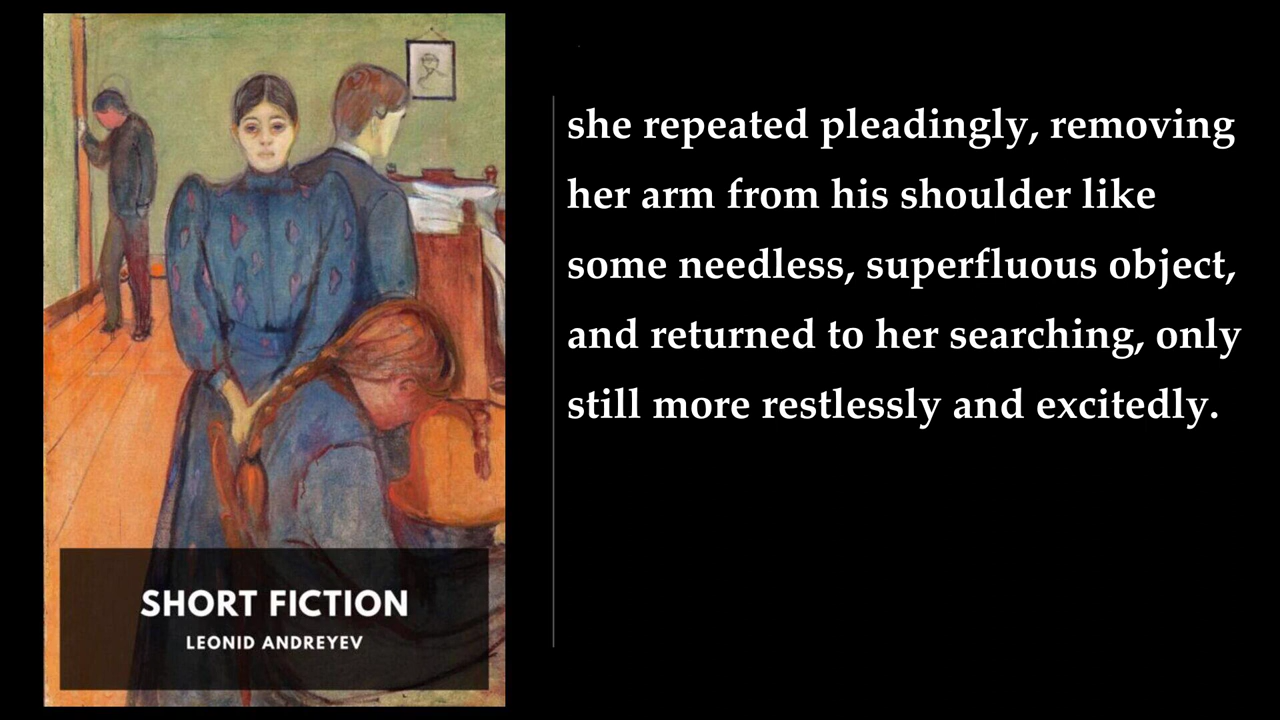 she repeated pleadingly, removing
her arm from his shoulder like
some needless, superfluous object,
and returned to her searching, only
still more restlessly and excitedly.
SHORT FICTION
LEONID ANDREYEV